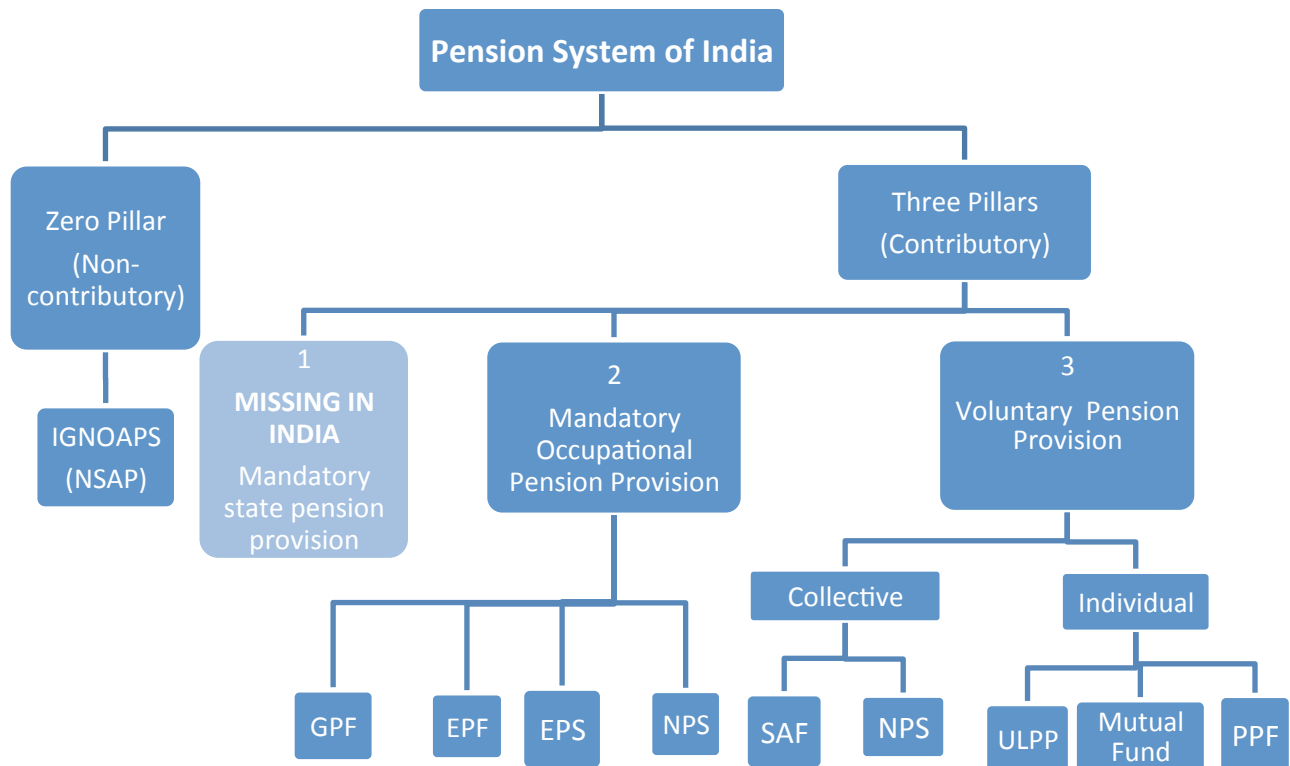 Pension System of India
Zero Pillar
(Non-
contributory)
Three Pillars
(Contributory)
IGNOAPS
(NSAP)
1
MISSING IN
INDIA
Mandatory
state pension
provision
2
Mandatory
Occupational
Pension Provision
3
Voluntary Pension
Provision
Collective
Individual
GPF
EPF
EPS
NPS
SAF
NPS
ULPP
Mutual
Fund
PPF